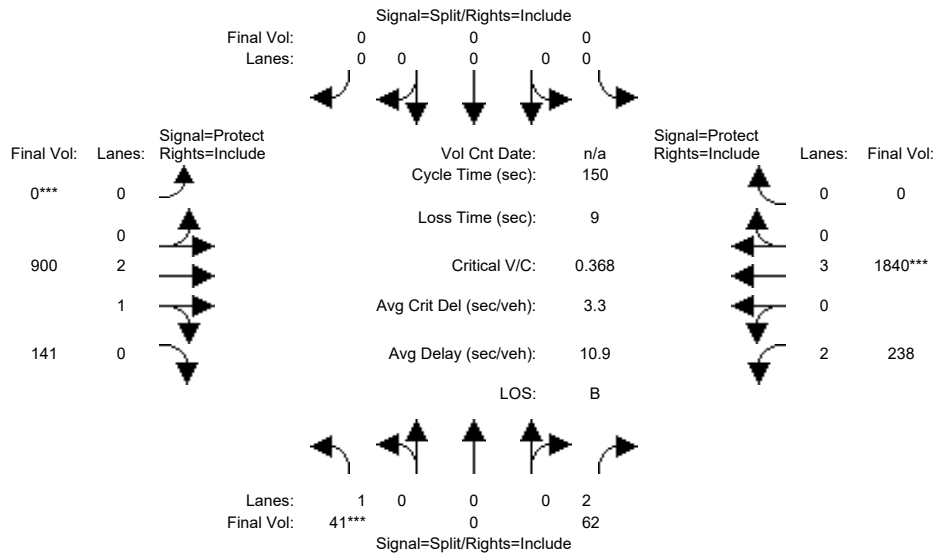 Signal=Split/Rights=Include
Final Vol: 0 0 0
Lanes: 0 0 0 0 0
Signal=Protect Signal=Protect
Final Vol: Lanes: Rights=Include Vol Cnt Date: n/a Rights=Include Lanes: Final Vol:
Cycle Time (sec): 150
0*** 0 0 0
Loss Time (sec): 9
0 0
900 2 Critical V/C: 0.368 3 1840***
1 Avg Crit Del (sec/veh): 3.3 0
141 0 Avg Delay (sec/veh): 10.9 2 238
LOS: B
Lanes: 1 0 0 0 2
Final Vol: 41*** 0 62
Signal=Split/Rights=Include